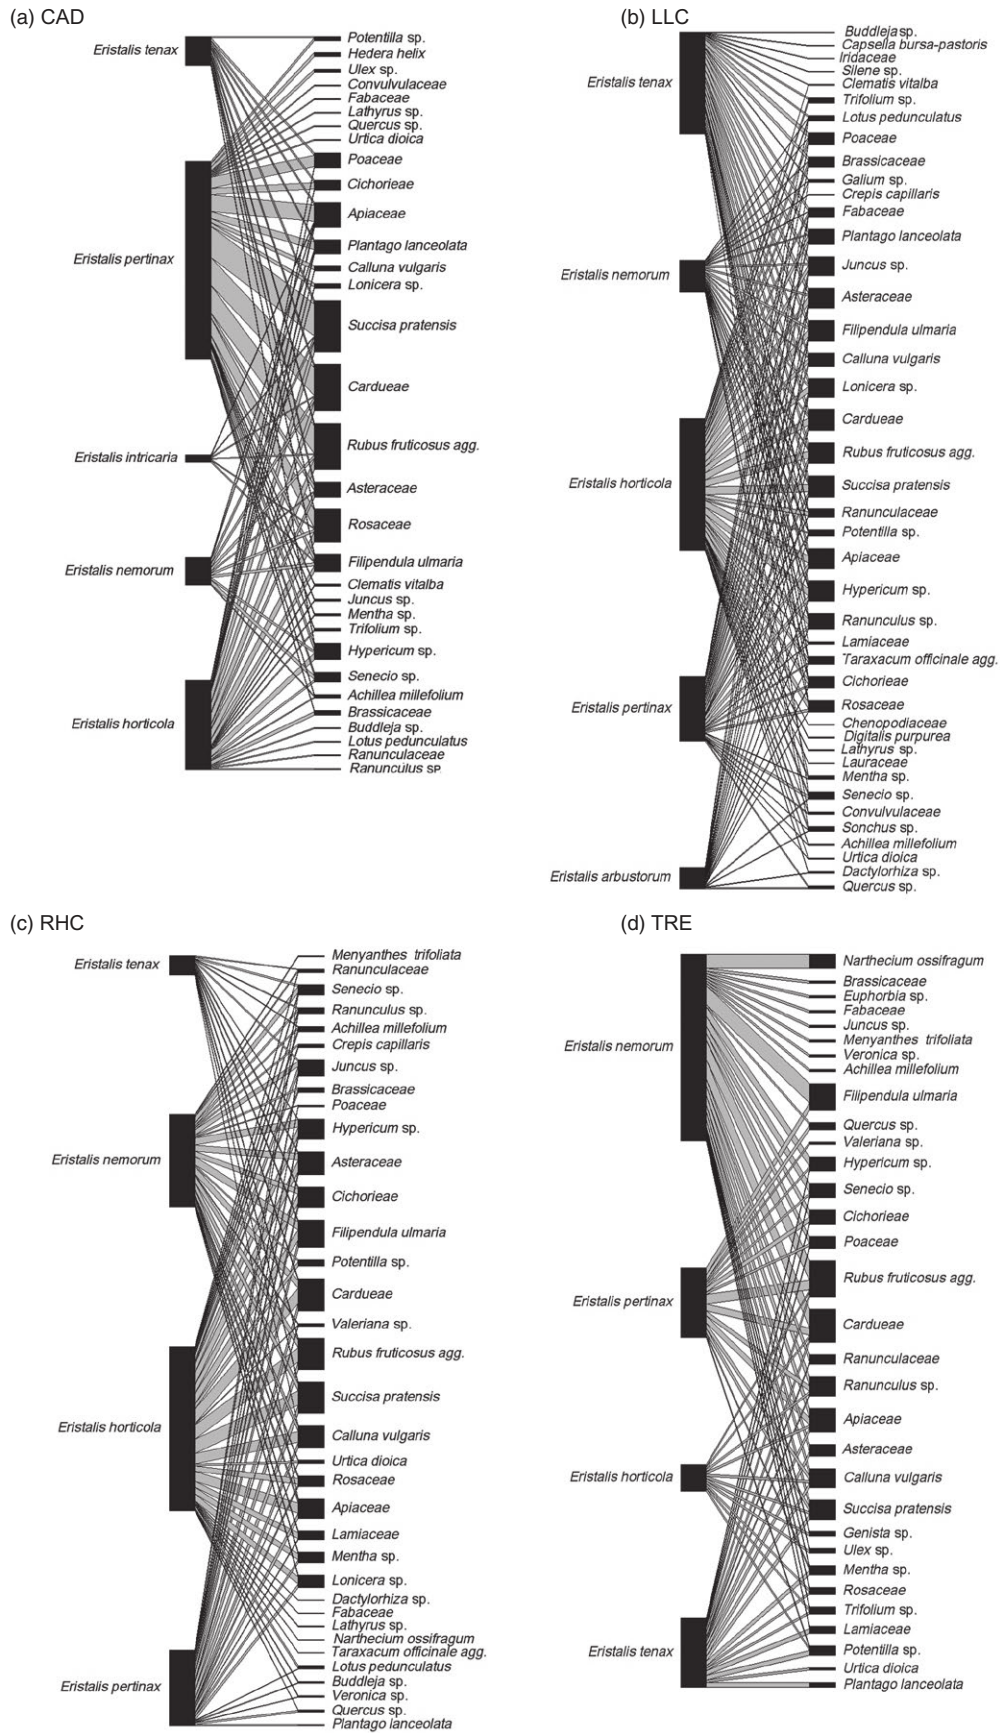 (a) CAD
Eristalis tenax
Eristalis pertinax
Eristalis intricaria
Eristalis nemorum
Eristalis horticola
Potentilla sp.
Hedera helix
Ulex sp.
Convulvulaceae
Fabaceae
Lathyrus sp.
Quercus sp.
Urtica dioica
Poaceae
Cichorieae
Apiaceae
Plantago lanceolata
Calluna vulgaris
Lonicera sp.
Succisa pratensis
Cardueae
Rubus fruticosus agg.
Asteraceae
Rosaceae
Filipendula ulmaria
Clematis vitalba
Juncus sp.
Mentha sp.
Trifolium sp.
Hypericum sp.
Senecio sp.
Achillea millefolium
Brassicaceae
Buddleja sp.
Lotus pedunculatus
Ranunculaceae
Ranunculus sp
(b) LLC
Eristalis tenax
Eristalis nemorum
Eristalis horticola
Eristalis pertinax
Eristalis arbustorum
Buddleja sp.
Capsella bursa-pastoris
Iridaceae
Silene sp.
Clematis vitalba
Trifolium sp.
Lotus pedunculatus
Poaceae
Brassicaceae
Galium sp.
Crepis capillaris
Fabaceae
Plantago lanceolata
Juncus sp.
Asteraceae
Filipendula ulmaria
Calluna vulgaris
Lonicera sp.
Cardueae
Rubus fruticosus agg.
Succisa pratensis
Ranunculaceae
Potentilla sp.
Apiaceae
Hypericum sp.
Ranunculus sp.
Lamiaceae
Taraxacum officinale agg.
Cichorieae
Rosaceae
Chenopodiaceae
Digitalis purpurea
Lathyrus sp.
Lauraceae
Mentha sp.
Senecio sp.
Convulvulaceae
Sonchus sp.
Achillea millefolium
Urtica dioica
Dactylorhiza sp.
Quercus sp.
(c) RHC
Eristalis tenax
Eristalis nemorum
Eristalis horticola
Eristalis pertinax
Menyanthes trifoliata
Ranunculaceae
Senecio sp.
Ranunculus sp.
Achillea millefolium
Crepis capillaris
Juncus sp.
Brassicaceae
Poaceae
Hypericum sp.
Asteraceae
Cichorieae
Filipendula ulmaria
Potentilla sp.
Cardueae
Valeriana sp.
Rubus fruticosus agg.
Succisa pratensis
Calluna vulgaris
Urtica dioica
Rosaceae
Apiaceae
Lamiaceae
Mentha sp.
Lonicera sp.
Dactylorhiza sp.
Fabaceae
Lathyrus sp.
Narthecium ossifragum
Taraxacum officinale agg.
Lotus pedunculatus
Buddleja sp.
Veronica sp.
Quercus sp.
Plantago lanceolata
(d) TRE
Eristalis nemorum
Eristalis pertinax
Eristalis horticola
Eristalis tenax
Narthecium ossifragum
Brassicaceae
Euphorbia sp.
Fabaceae
Juncus sp.
Menyanthes trifoliata
Veronica sp.
Achillea millefolium
Filipendula ulmaria
Quercus sp.
Valeriana sp.
Hypericum sp.
Senecio sp.
Cichorieae
Poaceae
Rubus fruticosus agg.
Cardueae
Ranunculaceae
Ranunculus sp.
Apiaceae
Asteraceae
Calluna vulgaris
Succisa pratensis
Genista sp.
Ulex sp.
Mentha sp.
Rosaceae
Trifolium sp.
Lamiaceae
Potentilla sp.
Urtica dioica
Plantago lanceolata